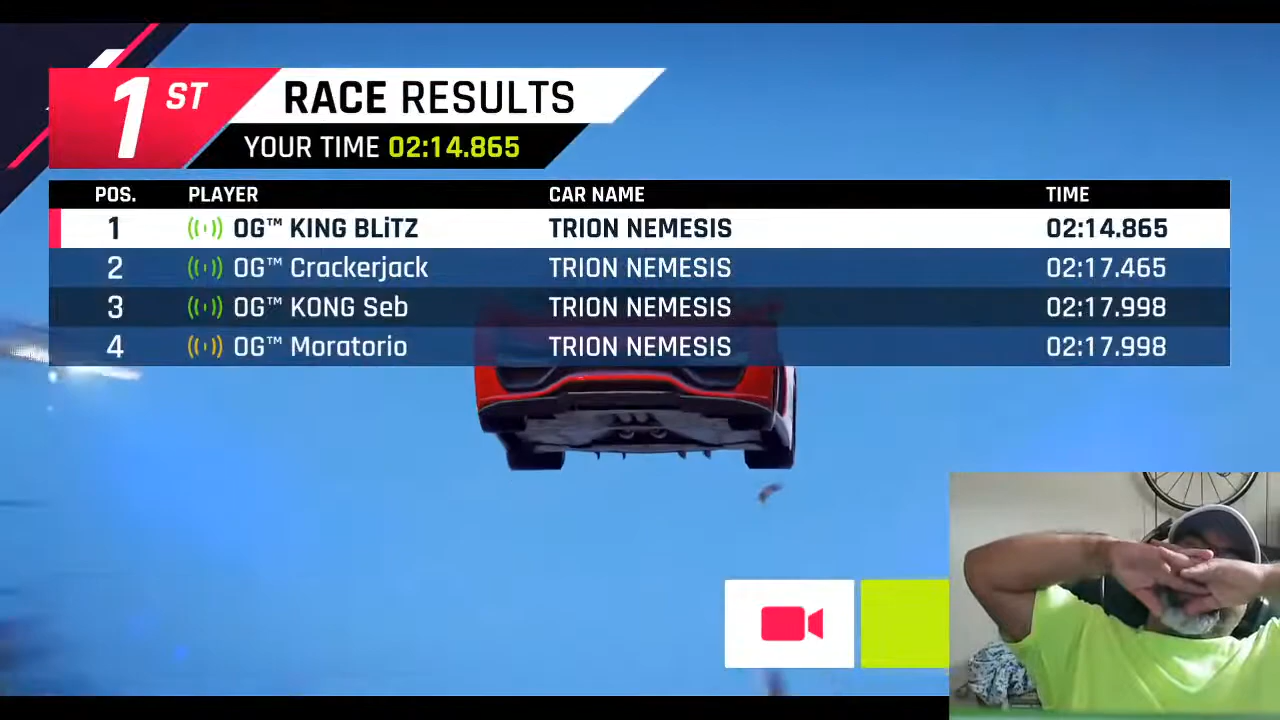 1 ST RACE RESULTS
YOUR TIME 02:14.865
POS. PLAYER CAR NAME TIME
1 OG™ KING BLiTZ TRION NEMESIS 02:14.865
2 OG™ Crackerjack TRION NEMESIS 02:17.465
3 OG™ KONG Seb TRION NEMESIS 02:17.998
4 OG™ Moratorio TRION NEMESIS 02:17.998